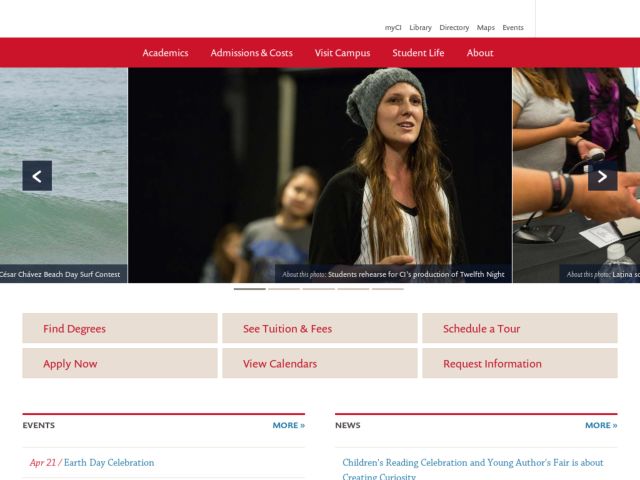 myCI Library Directory Maps Events
Academics Admissions & Costs Visit Campus Student Life About
César Chávez Beach Day Surf Contest
About this photo: Students rehearse for CI's production of Twelfth Night
About this photo: Latina
Find Degrees See Tuition & Fees Schedule a Tour
Apply Now View Calendars Request Information
EVENTS MORE »
NEWS MORE »
Apr 21 / Earth Day Celebration
Children's Reading Celebration and Young Author's Fair is about
Creating Curiosity